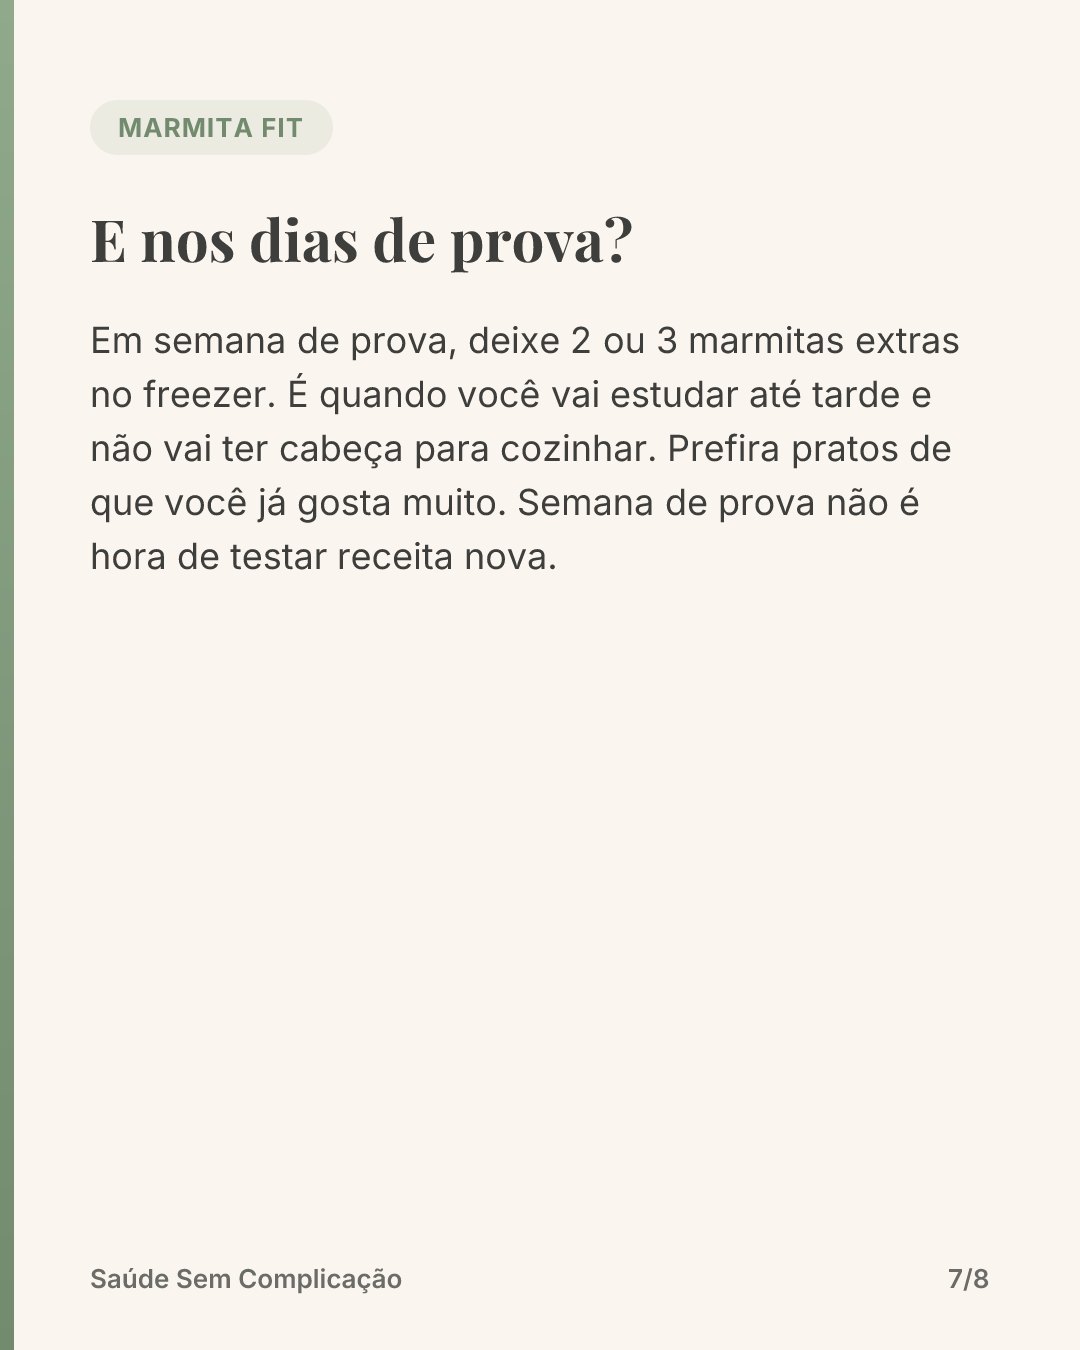 MARMITA FIT
E nos dias de prova?
Em semana de prova, deixe 2 ou 3 marmitas extras
no freezer. É quando você vai estudar até tarde e
não vai ter cabeça para cozinhar. Prefira pratos de
que você já gosta muito. Semana de prova não é
hora de testar receita nova.
Saúde Sem Complicação
7/8